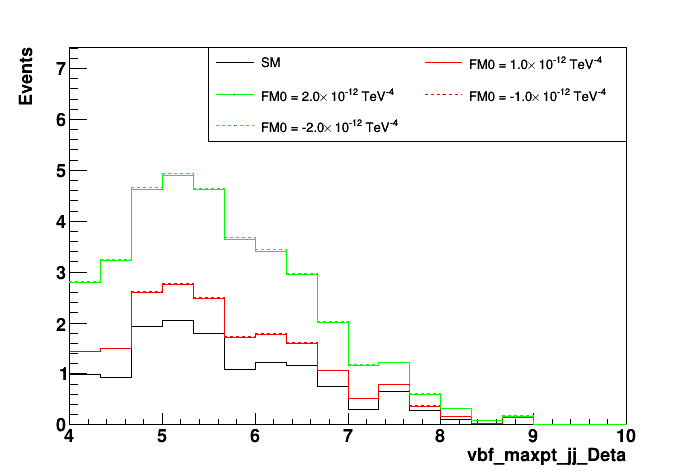 Events
7
6
5
4
3
2
1
0
SM
FM0 = 1.0× 10⁻¹² TeV⁻⁴
FM0 = 2.0× 10⁻¹² TeV⁻⁴
FM0 = -1.0× 10⁻¹² TeV⁻⁴
FM0 = -2.0× 10⁻¹² TeV⁻⁴
4 5 6 7 8 9 10
vbf_maxpt_jj_Deta